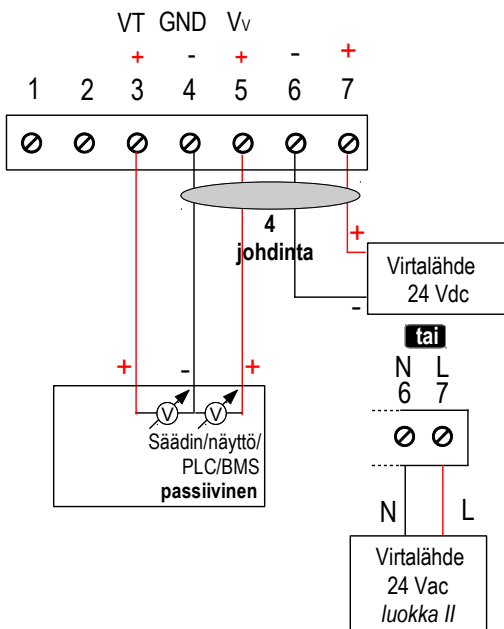 VT GND Vv
+ - + - +
1 2 3 4 5 6 7
4
johdinta
+
Virtalähde
24 Vdc
-
tai
N L
6 7
+ - +
V V
Säädin/näyttö/
PLC/BMS
passiivinen
N L
Virtalähde
24 Vac
luokka II